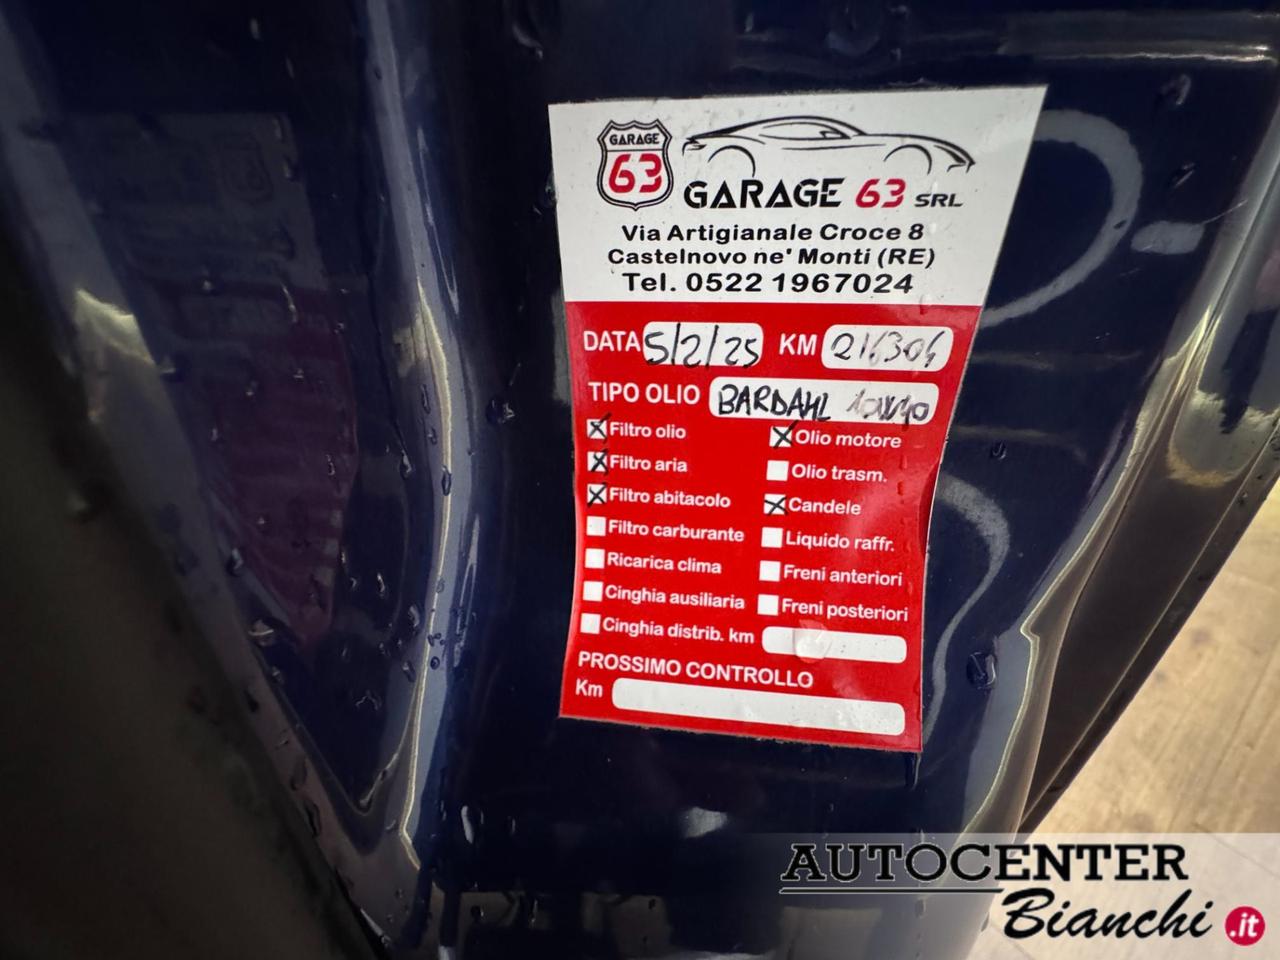 GARAGE
63
GARAGE 63 SRL
Via Artigianale Croce 8
Castelnovo ne' Monti (RE)
Tel. 0522 1967024
DATA 5/2/25 KM 216304
TIPO OLIO BARDAHL 10W40
Filtro olio
Filtro aria
Filtro abitacolo
Filtro carburante
Ricarica clima
Cinghia ausiliaria
Cinghia distrib. km
Olio motore
Olio trasm.
Candele
Liquido raffr.
Freni anteriori
Freni posteriori
PROSSIMO CONTROLLO
Km
AUTOCENTER
Bianchi.it